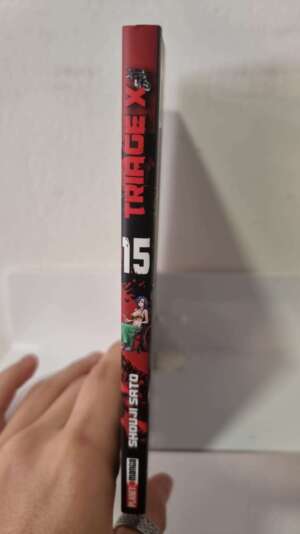 TRIAGE X
15
SHOUJI SATO